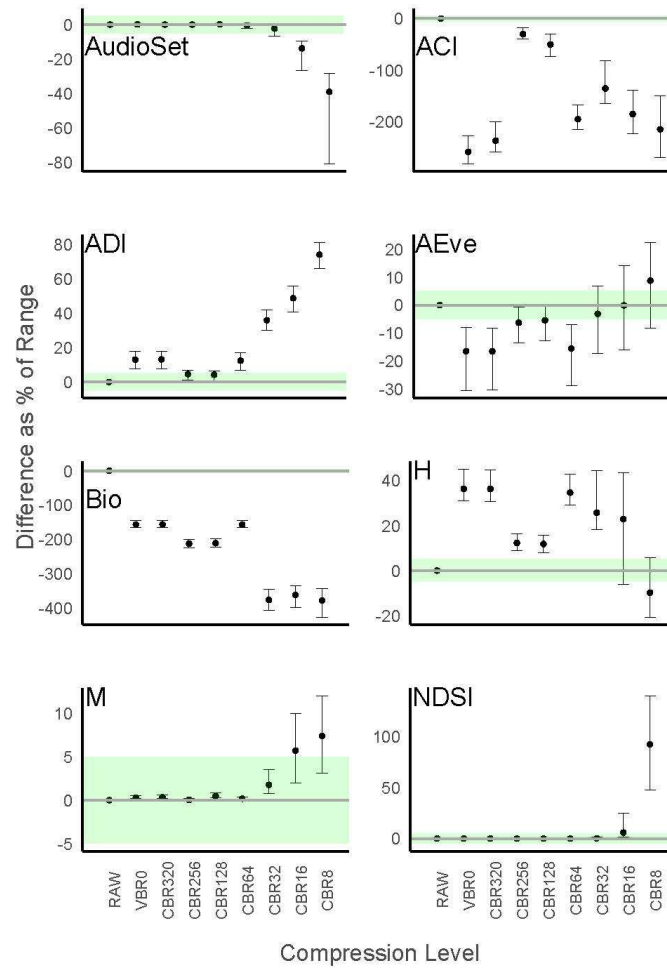 AudioSet
0
-20
-40
-60
-80
ACI
0
-100
-200
ADI
80
60
40
20
0
AEve
20
10
0
-10
-20
-30
Bio
0
-100
-200
-300
-400
H
40
20
0
-20
M
10
5
0
-5
NDSI
100
50
0
Difference as % of Range
RAW
VBR0
CBR320
CBR256
CBR128
CBR64
CBR32
CBR16
CBR8
RAW
VBR0
CBR320
CBR256
CBR128
CBR64
CBR32
CBR16
CBR8
Compression Level